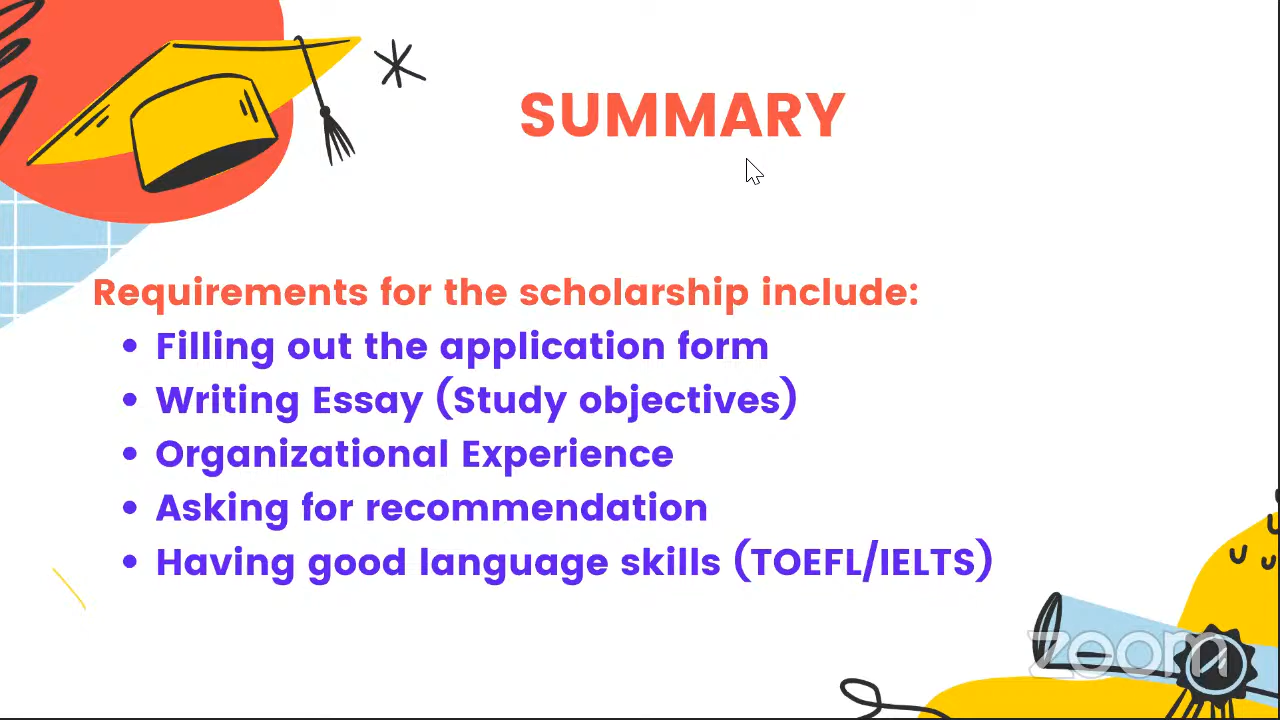 SUMMARY
Requirements for the scholarship include:
• Filling out the application form
• Writing Essay (Study objectives)
• Organizational Experience
• Asking for recommendation
• Having good language skills (TOEFL/IELTS)
zoom